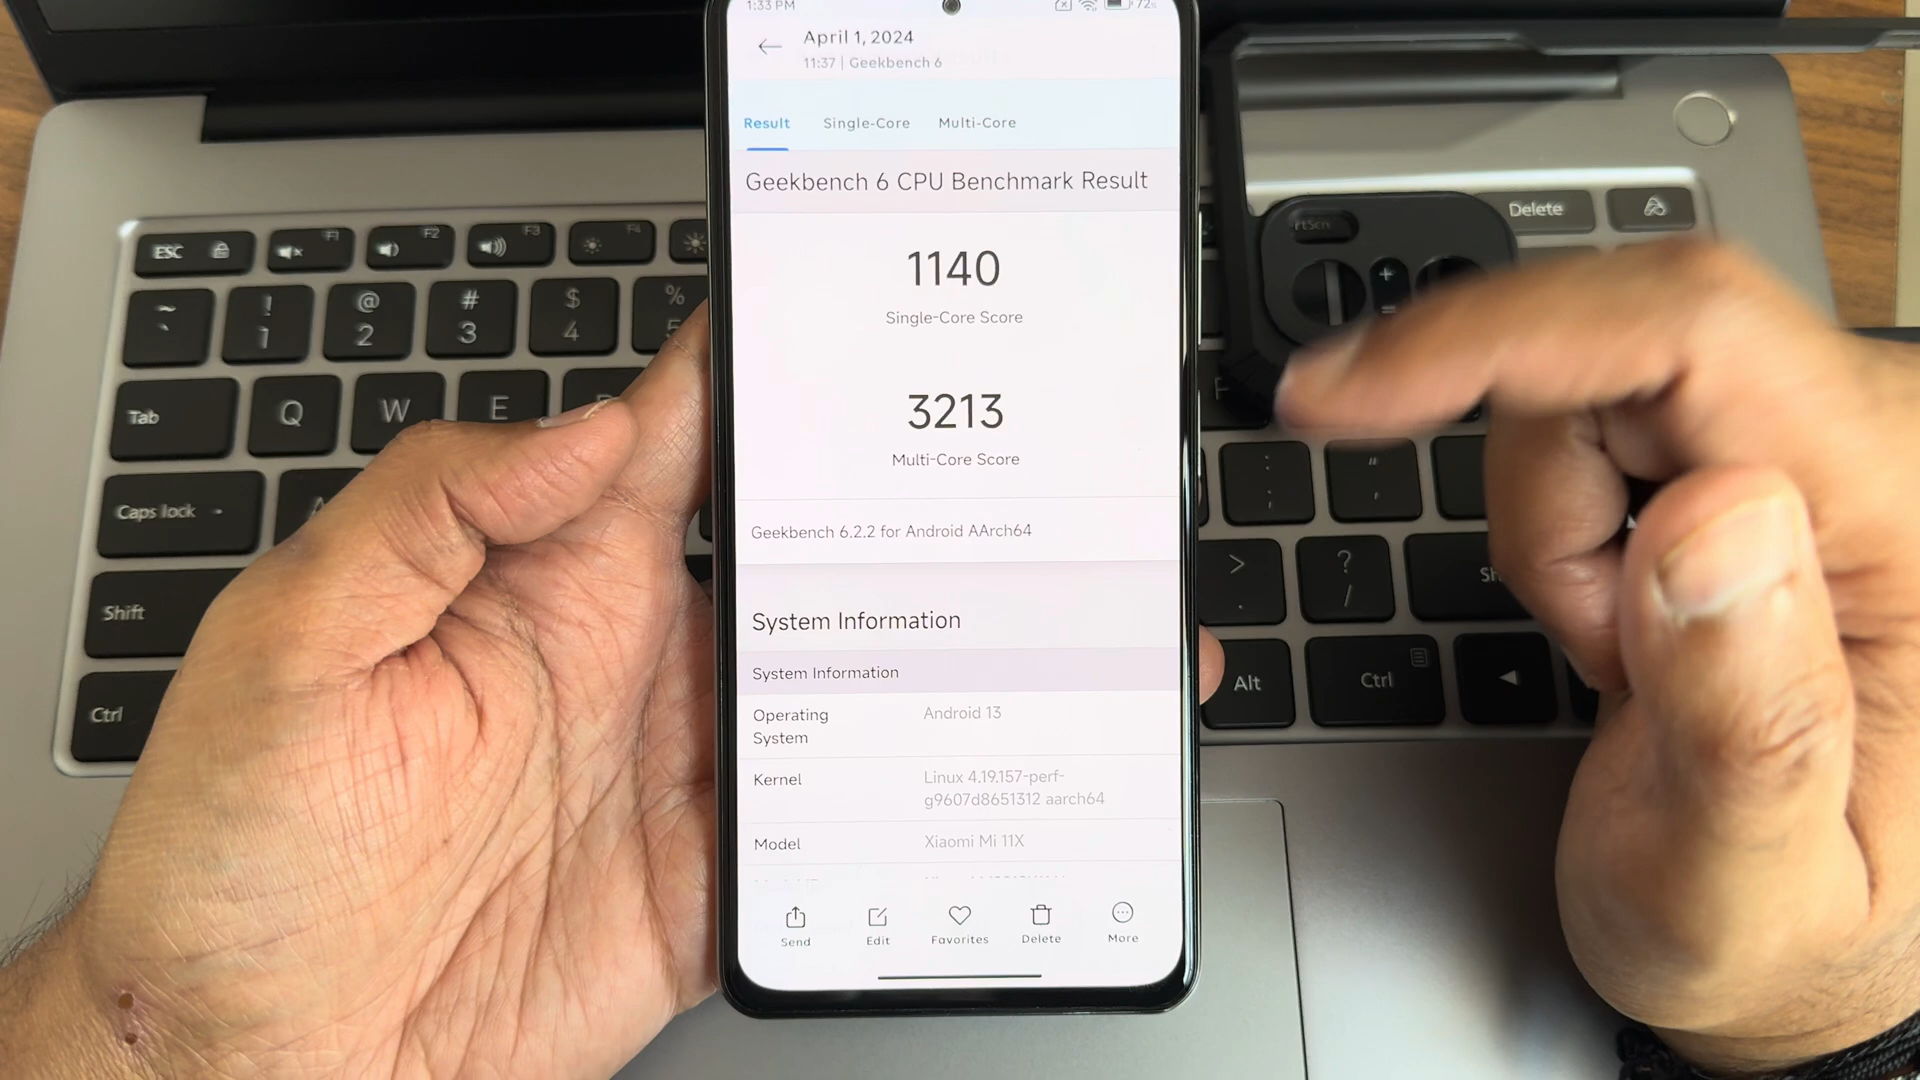 1:33 PM
72
April 1, 2024
11:37 | Geekbench 6
Result Single-Core Multi-Core
Geekbench 6 CPU Benchmark Result
1140
Single-Core Score
3213
Multi-Core Score
Geekbench 6.2.2 for Android AArch64
System Information
System Information
Operating System
Android 13
Kernel
Linux 4.19.157-perf-
g9607d8651312 aarch64
Model
Xiaomi Mi 11X
Send Edit Favorites Delete More
ESC F1 F2 F3 F4
~ ! @ # $ %
` 1 2 3 4
Tab Q W E
Caps lock
Shift
Ctrl
Delete
+
=
: "
; '
> ?
. /
Alt Ctrl